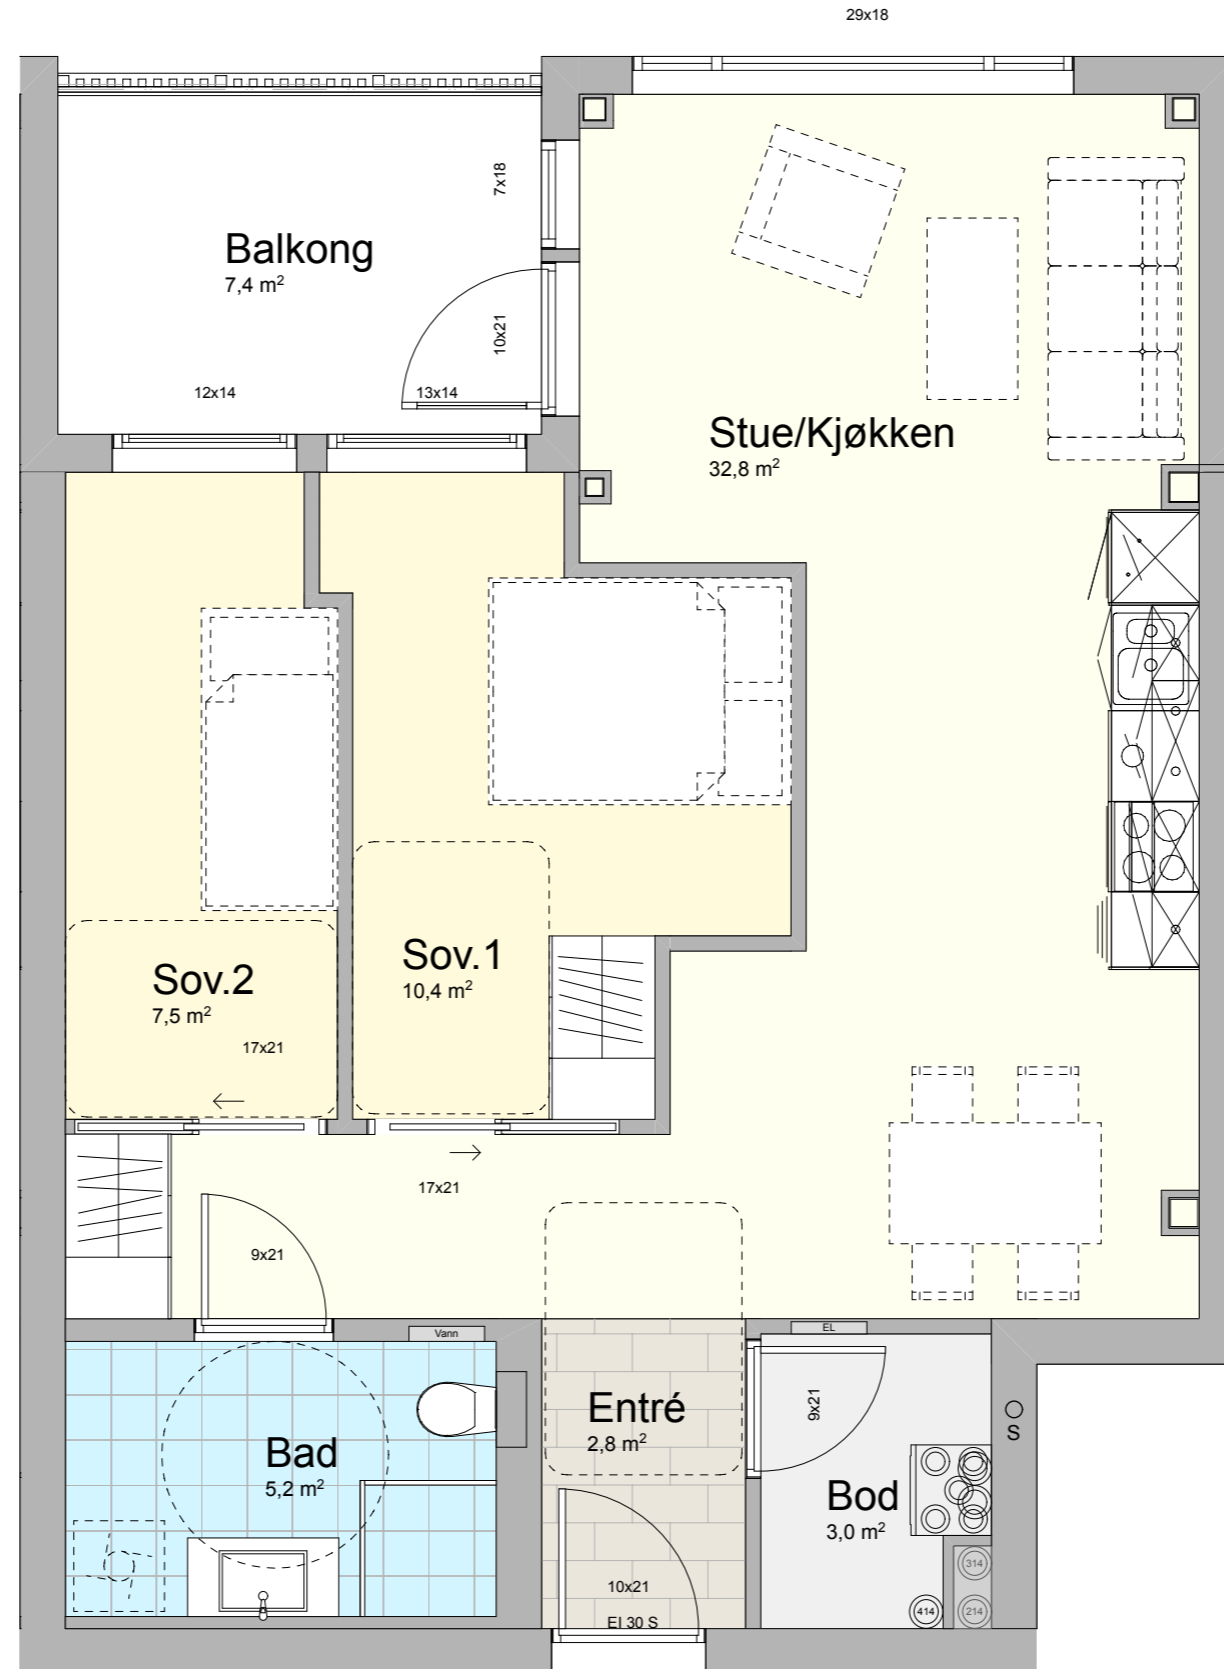 29x18
7x18
Balkong
7,4 m²
10x21
12x14
13x14
Stue/Kjøkken
32,8 m²
Sov.1
10,4 m²
Sov.2
7,5 m²
17x21
17x21
9x21
Vann
EL
Entré
2,8 m²
9x21
S
Bad
5,2 m²
Bod
3,0 m²
314
10x21
414
214
EI 30 S